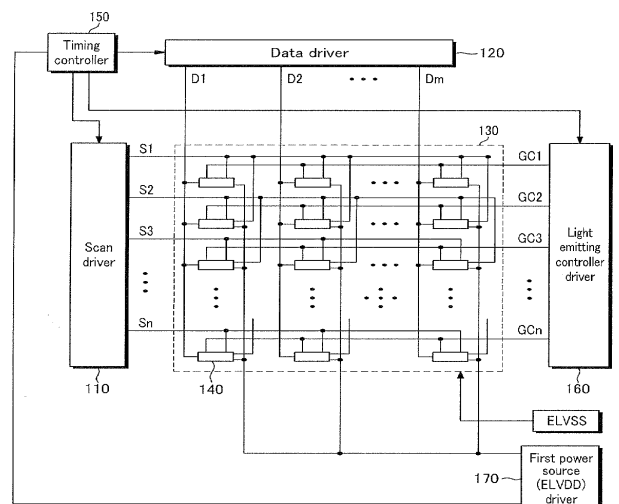 150
Timing
controller
Data driver
120
D1 D2 Dm
130
S1 GC1
S2 GC2
S3 GC3
Scan
driver
Light
emitting
controller
driver
Sn GCn
110
140
160
ELVSS
170
First power
source
(ELVDD)
driver